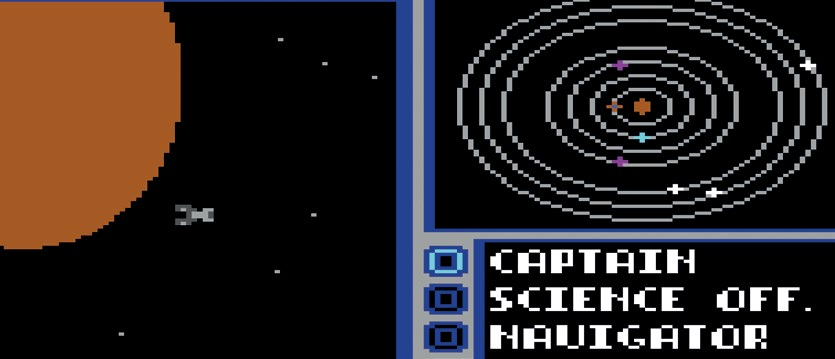 CAPTAIN
SCIENCE OFF.
NAVIGATOR